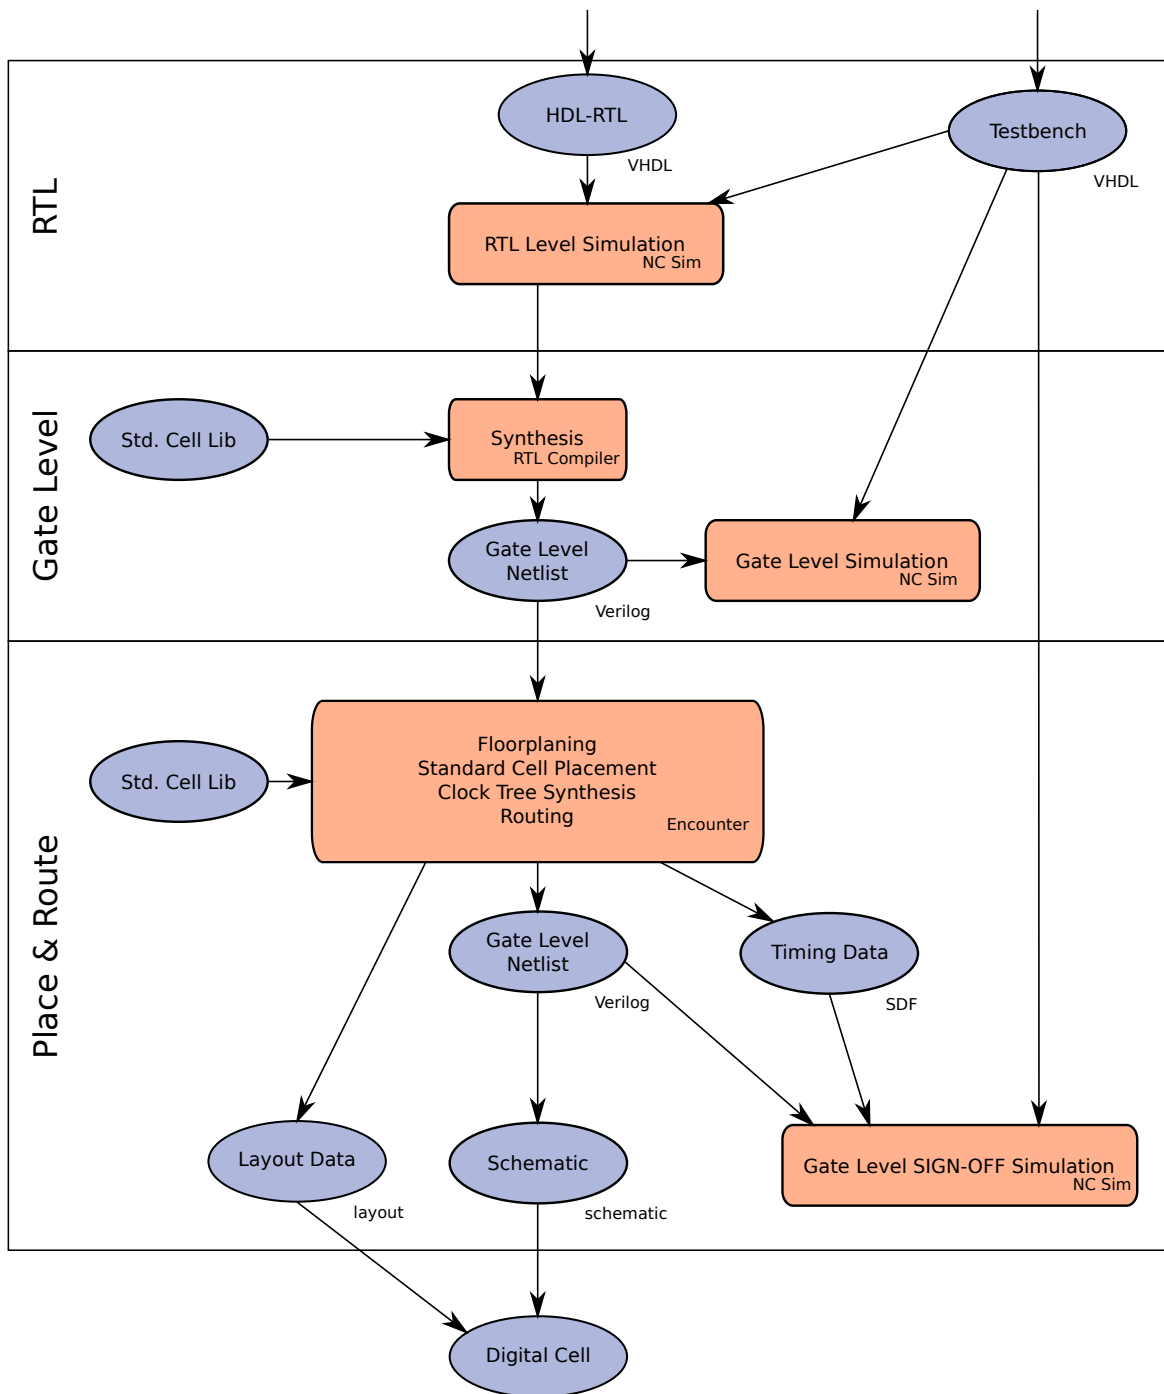 RTL
HDL-RTL
VHDL
Testbench
VHDL
RTL Level Simulation
NC Sim
Gate Level
Std. Cell Lib
Synthesis
RTL Compiler
Gate Level
Netlist
Verilog
Gate Level Simulation
NC Sim
Place & Route
Std. Cell Lib
Floorplaning
Standard Cell Placement
Clock Tree Synthesis
Routing
Encounter
Gate Level
Netlist
Verilog
Timing Data
SDF
Layout Data
layout
Schematic
schematic
Gate Level SIGN-OFF Simulation
NC Sim
Digital Cell